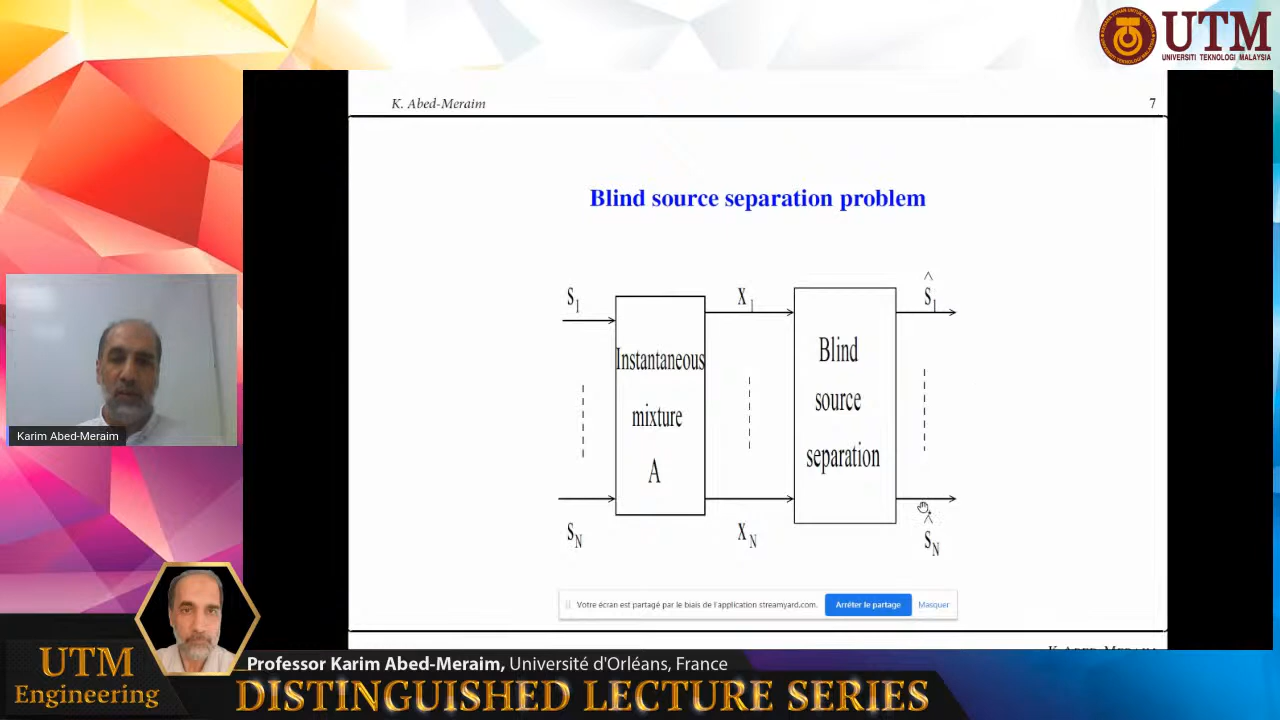 UTM
UNIVERSITI TEKNOLOGI MALAYSIA
K. Abed-Meraim
7
Blind source separation problem
S1
X1
Ŝ1
Instantaneous
mixture
A
Blind
source
separation
SN
XN
ŜN
Votre écran est partagé par le biais de l'application streamyard.com.
Arrêter le partage
Masquer
Karim Abed-Meraim
UTM
Engineering
Professor Karim Abed-Meraim, Université d'Orléans, France
DISTINGUISHED LECTURE SERIES